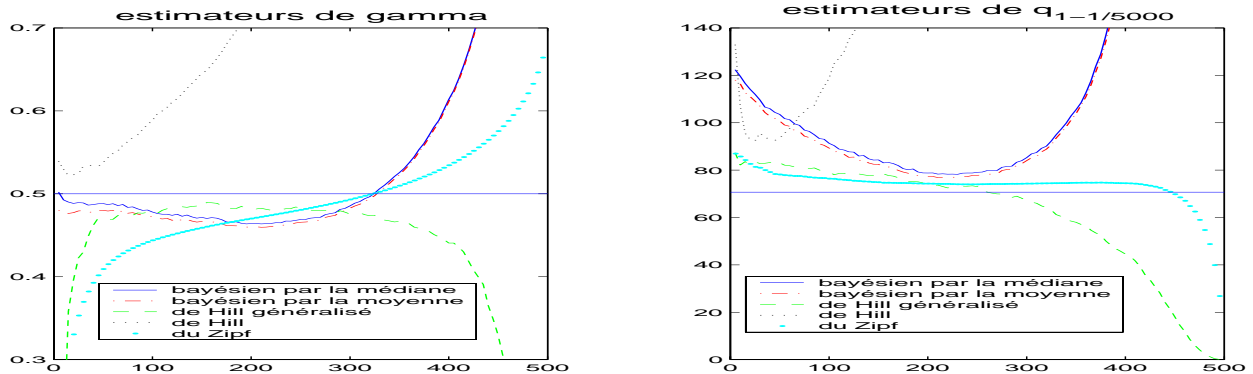 estimateurs de gamma
0.7
0.6
0.5
0.4
0.3
0
100
200
300
400
500
bayésien par la médiane
bayésien par la moyenne
de Hill généralisé
de Hill
du Zipf
estimateurs de q1−1/5000
140
120
100
80
60
40
20
0
0
100
200
300
400
500
bayésien par la médiane
bayésien par la moyenne
de Hill généralisé
de Hill
du Zipf